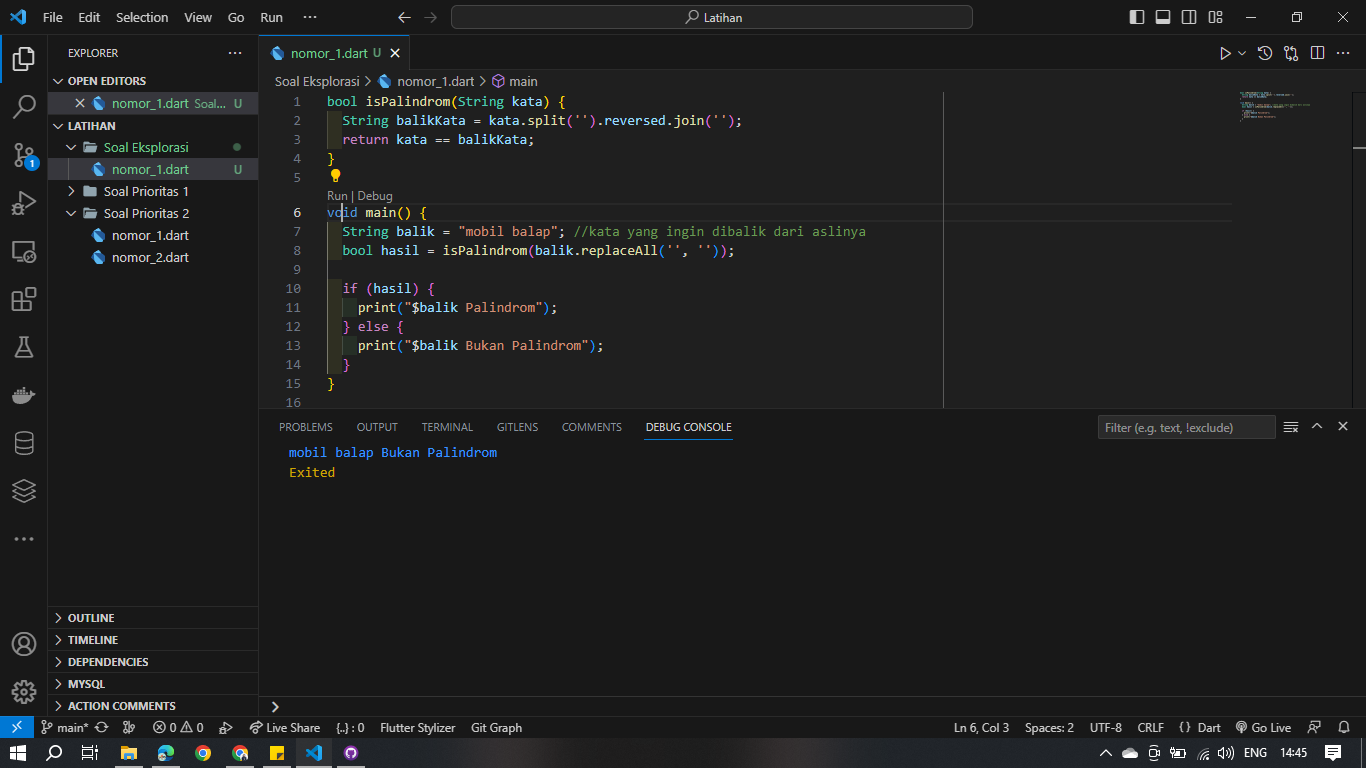 File Edit Selection View Go Run ··· Latihan
EXPLORER ···
OPEN EDITORS
nomor_1.dart Soal... U
LATIHAN
Soal Eksplorasi
nomor_1.dart U
Soal Prioritas 1
Soal Prioritas 2
nomor_1.dart
nomor_2.dart
OUTLINE
TIMELINE
DEPENDENCIES
MYSQL
ACTION COMMENTS
1
nomor_1.dart U
Soal Eksplorasi > nomor_1.dart > main
1 bool isPalindrom(String kata) {
2 String balikKata = kata.split('').reversed.join('');
3 return kata == balikKata;
4 }
5
Run | Debug
6 void main() {
7 String balik = "mobil balap"; //kata yang ingin dibalik dari aslinya
8 bool hasil = isPalindrom(balik.replaceAll('', ''));
9
10 if (hasil) {
11 print("$balik Palindrom");
12 } else {
13 print("$balik Bukan Palindrom");
14 }
15 }
16
PROBLEMS OUTPUT TERMINAL GITLENS COMMENTS DEBUG CONSOLE Filter (e.g. text, !exclude)
mobil balap Bukan Palindrom
Exited
main* 0 0 Live Share {..} : 0 Flutter Stylizer Git Graph Ln 6, Col 3 Spaces: 2 UTF-8 CRLF { } Dart Go Live
ENG 14:45